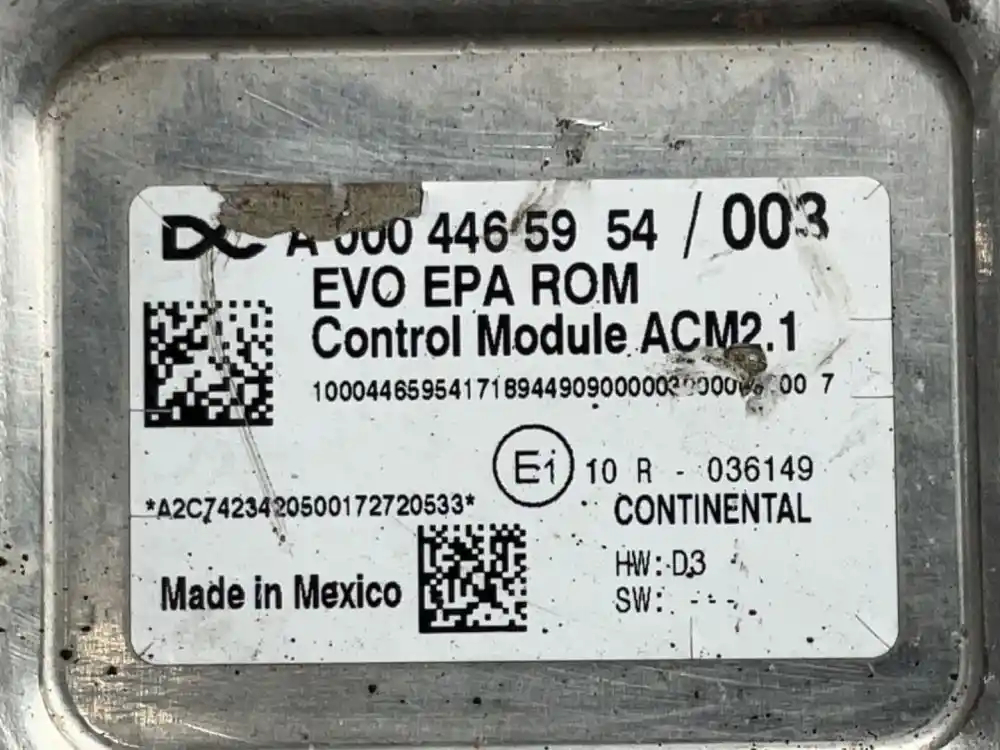 DC A 000 446 59 54 / 003
EVO EPA ROM
Control Module ACM2.1
E1 10 R - 036149
*A2C7423420500172720533*
CONTINENTAL
HW: D3
Made in Mexico
SW: ---